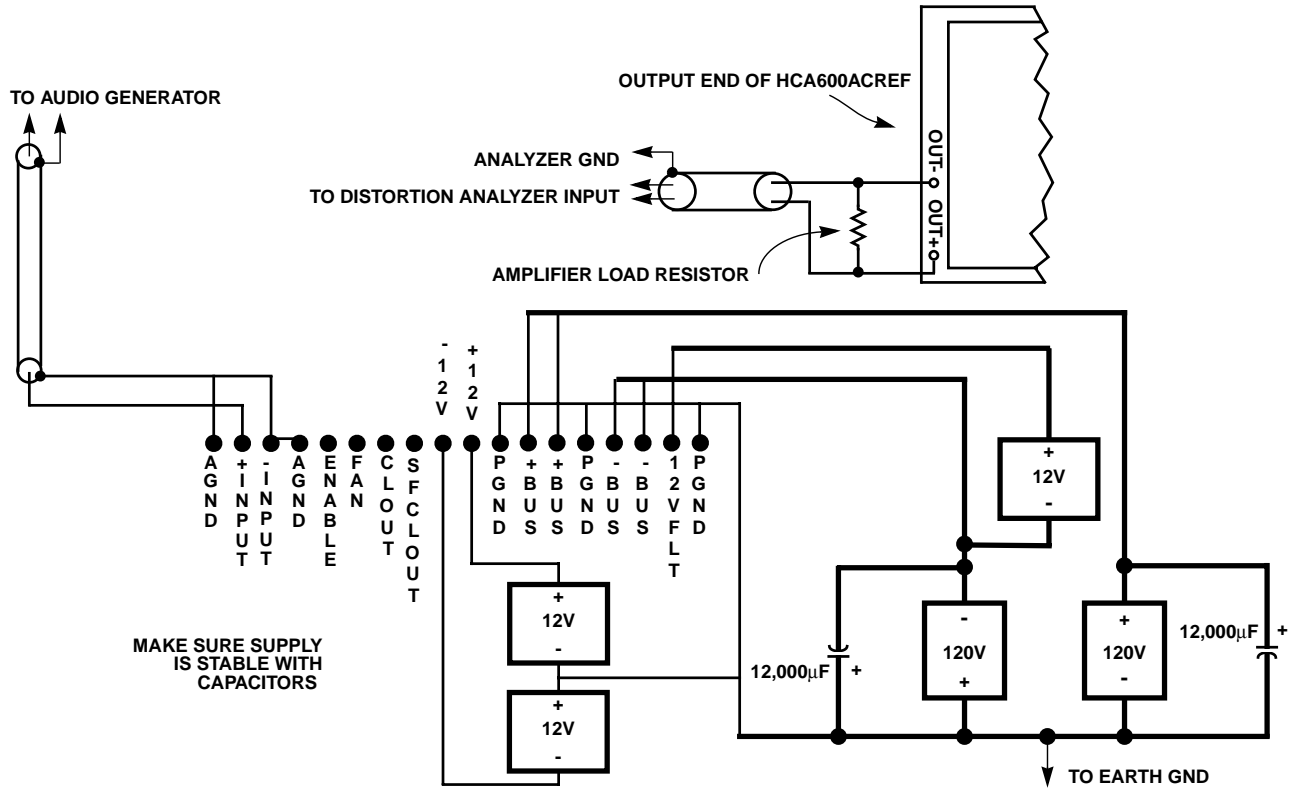 TO AUDIO GENERATOR
OUTPUT END OF HCA600ACREF
ANALYZER GND
TO DISTORTION ANALYZER INPUT
AMPLIFIER LOAD RESISTOR
OUT-
OUT+
-12V
+12V
AGND
+INPUT
-INPUT
AGND
ENABLE
FAN
CLOUT
SFCLOUT
PGND
+BUS
+BUS
PGND
-BUS
-BUS
12VFLT
PGND
+
12V
-
+
12V
-
+
12V
-
MAKE SURE SUPPLY
IS STABLE WITH
CAPACITORS
12,000µF
+
-
120V
+
+
120V
-
12,000µF
+
TO EARTH GND